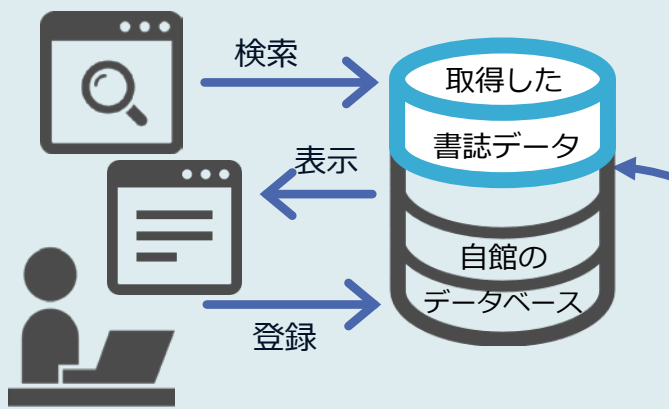 検索
取得した
書誌データ
表示
自館の
データベース
登録